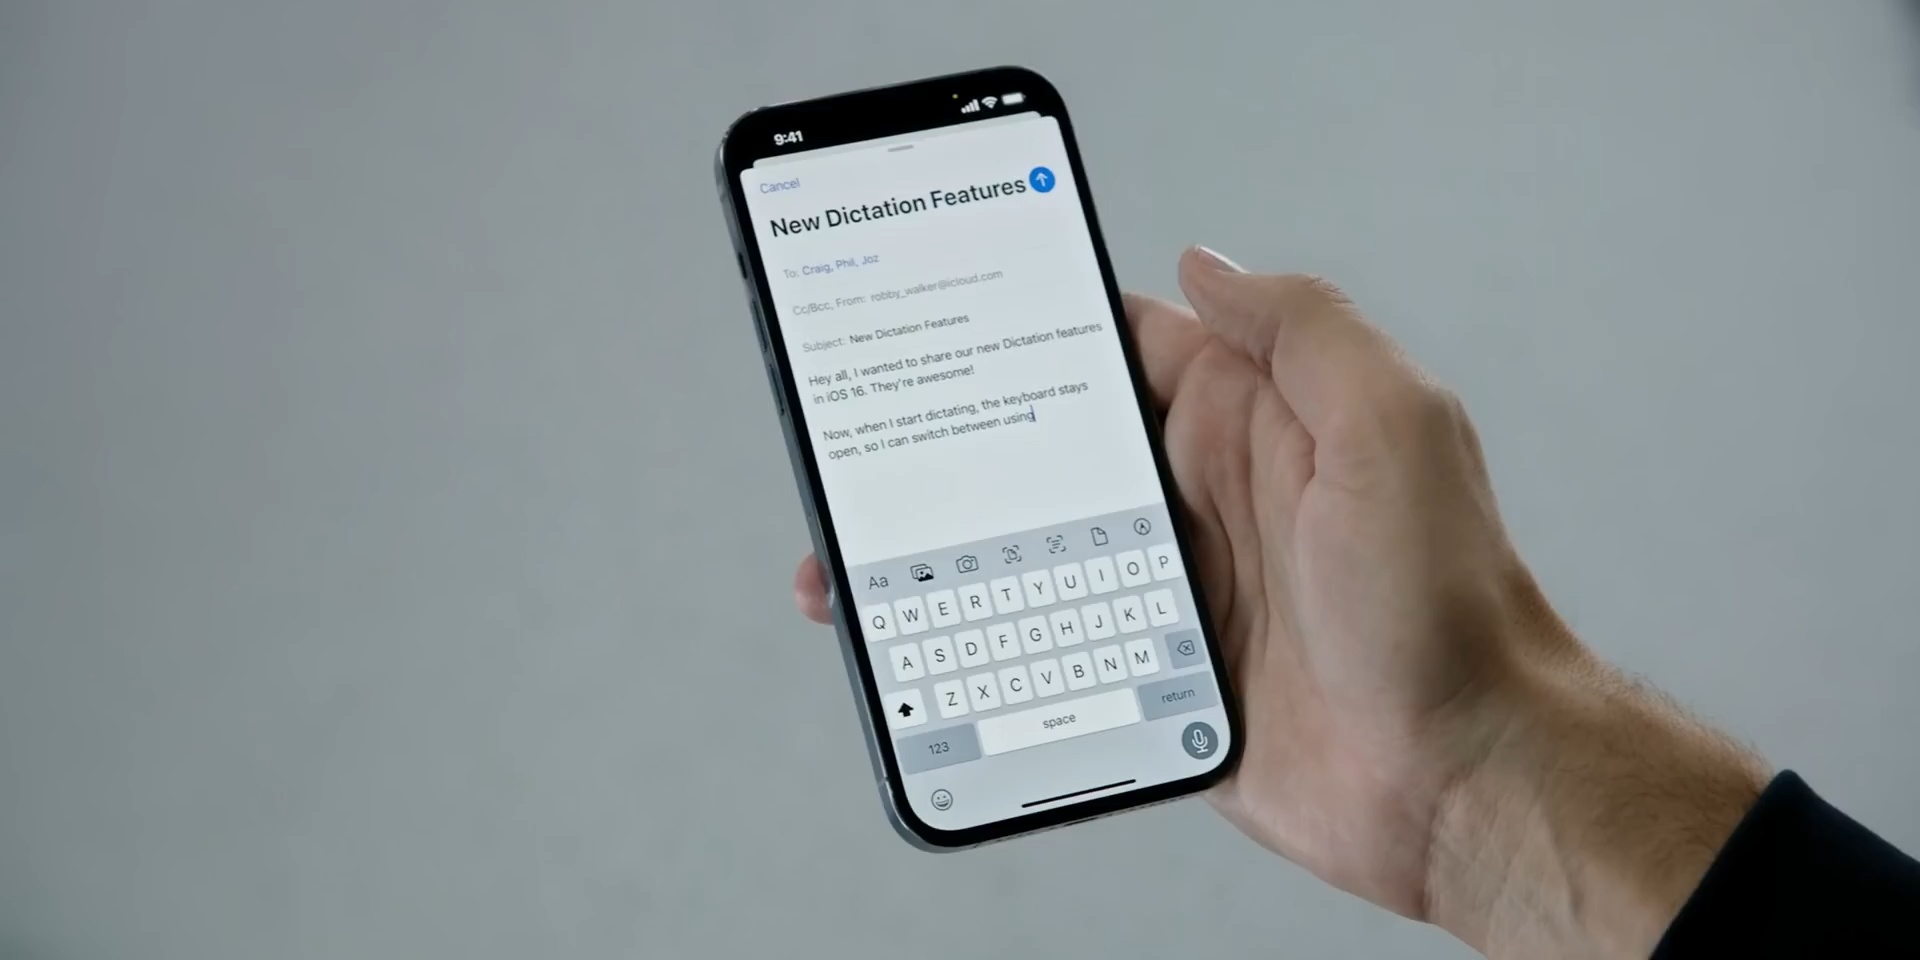 9:41
Cancel
New Dictation Features
To: Craig, Phil, Joz
Cc/Bcc, From: robby_walker@icloud.com
Subject: New Dictation Features
Hey all, I wanted to share our new Dictation features
in iOS 16. They're awesome!
Now, when I start dictating, the keyboard stays
open, so I can switch between using
Aa
Q W E R T Y U I O P
A S D F G H J K L
Z X C V B N M
123 space return